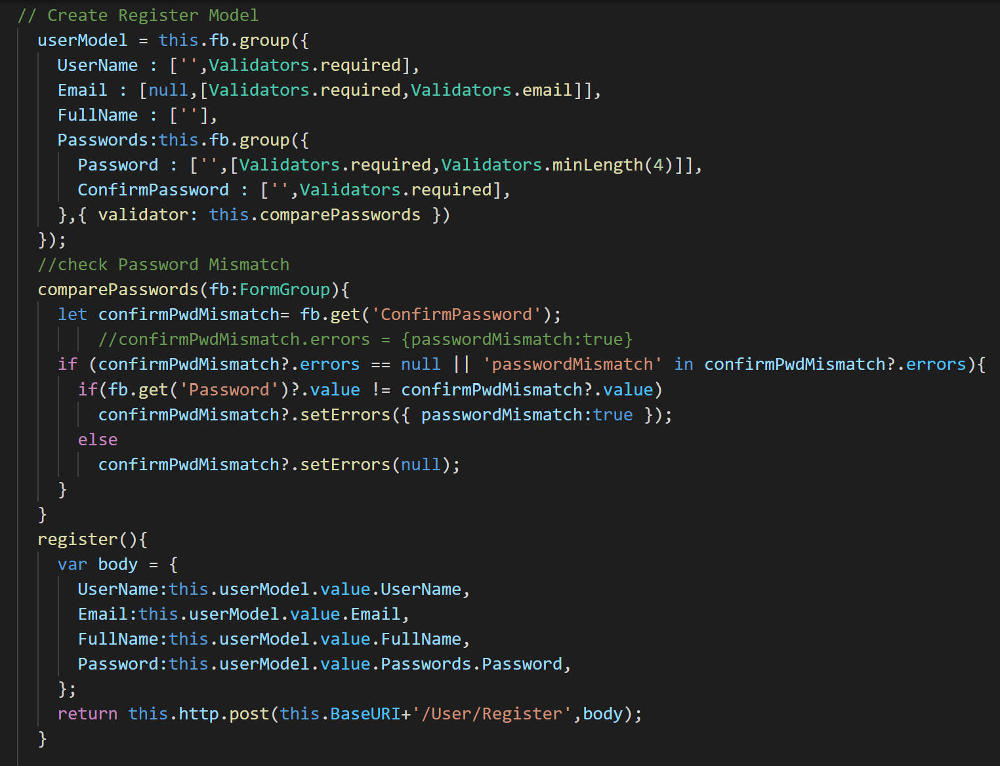 // Create Register Model
userModel = this.fb.group({
UserName : ['',Validators.required],
Email : [null,[Validators.required,Validators.email]],
FullName : [''],
Passwords:this.fb.group({
Password : ['',[Validators.required,Validators.minLength(4)]],
ConfirmPassword : ['',Validators.required],
},{ validator: this.comparePasswords })
});
//check Password Mismatch
comparePasswords(fb:FormGroup){
let confirmPwdMismatch= fb.get('ConfirmPassword');
//confirmPwdMismatch.errors = {passwordMismatch:true}
if (confirmPwdMismatch?.errors == null || 'passwordMismatch' in confirmPwdMismatch?.errors){
if(fb.get('Password')?.value != confirmPwdMismatch?.value)
confirmPwdMismatch?.setErrors({ passwordMismatch:true });
else
confirmPwdMismatch?.setErrors(null);
}
}
register(){
var body = {
UserName:this.userModel.value.UserName,
Email:this.userModel.value.Email,
FullName:this.userModel.value.FullName,
Password:this.userModel.value.Passwords.Password,
};
return this.http.post(this.BaseURI+'/User/Register',body);
}